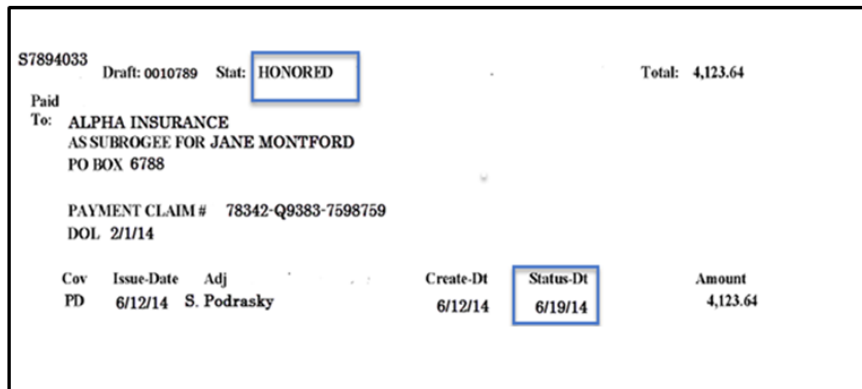 S7894033
Draft: 0010789 Stat: HONORED Total: 4,123.64
Paid
To: ALPHA INSURANCE
AS SUBROGEE FOR JANE MONTFORD
PO BOX 6788
PAYMENT CLAIM # 78342-Q9383-7598759
DOL 2/1/14
Cov Issue-Date Adj Create-Dt Status-Dt Amount
PD 6/12/14 S. Podrasky 6/12/14 6/19/14 4,123.64